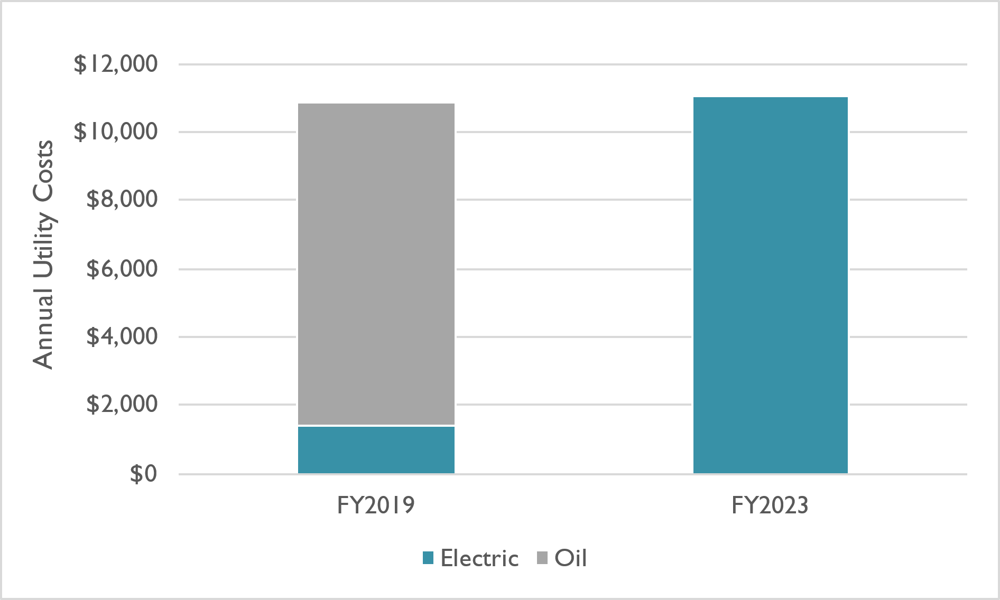 $12,000
$10,000
$8,000
$6,000
$4,000
$2,000
$0
Annual Utility Costs
FY2019
FY2023
Electric
Oil